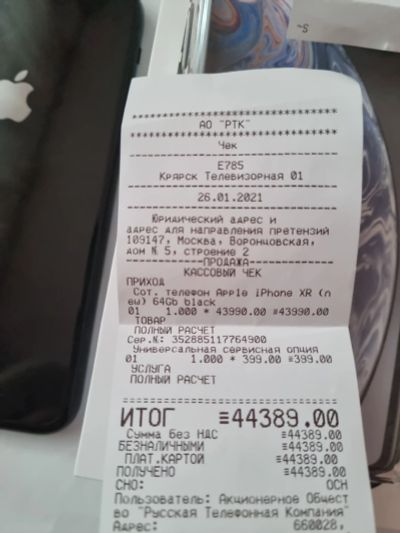 АО "РТК"
Чек
E785
Крярск Телевизорная 01
26.01.2021
Юридический адрес и
адрес для направления претензий
109147, Москва, Воронцовская,
дом № 5, строение 2
ПРОДАЖА
КАССОВЫЙ ЧЕК
ПРИХОД
Сот. телефон Apple iPhone XR (n
ew) 64Gb black
01 1.000 * 43990.00 ≡43990.00
ТОВАР
ПОЛНЫЙ РАСЧЕТ
Сер.№: 352885117764900
Универсальная сервисная опция
01 1.000 * 399.00 ≡399.00
УСЛУГА
ПОЛНЫЙ РАСЧЕТ
ИТОГ ≡44389.00
Сумма без НДС ≡44389.00
БЕЗНАЛИЧНЫМИ ≡44389.00
ПЛАТ.КАРТОЙ ≡44389.00
ПОЛУЧЕНО ≡44389.00
СНО: ОСН
Пользователь: Акционерное Общест
во "Русская Телефонная Компания"
Адрес: 660028,